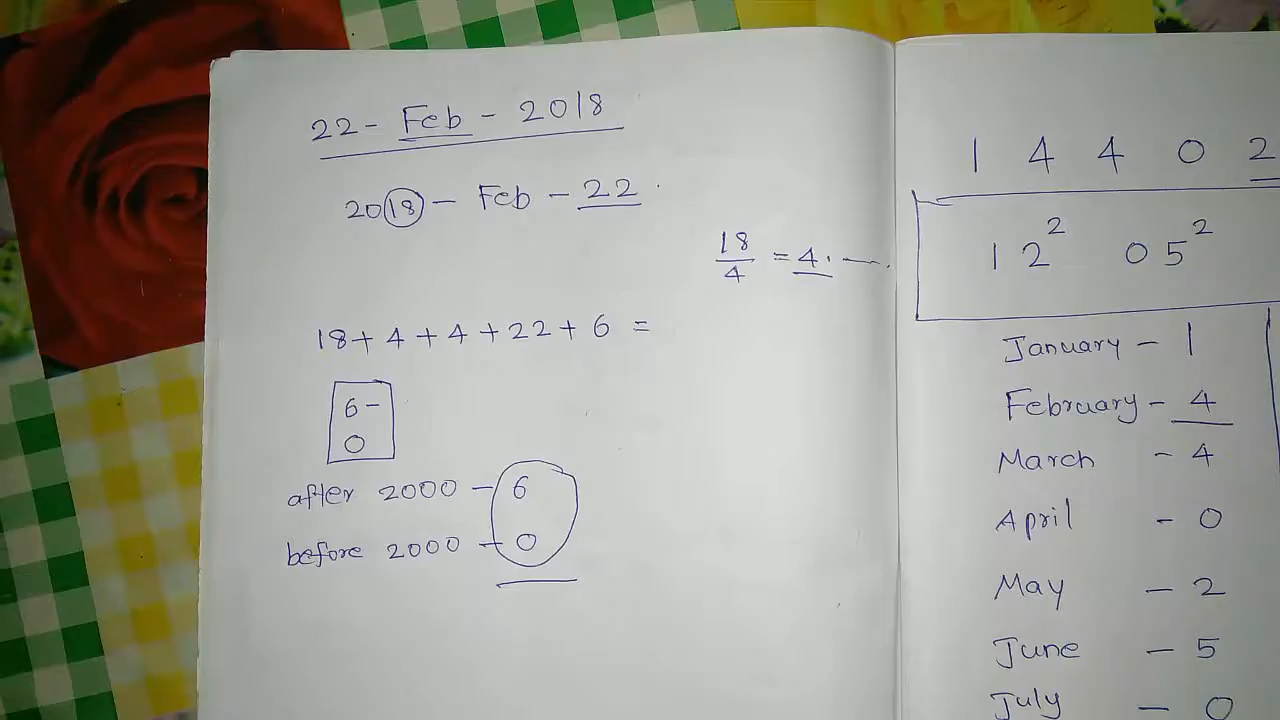 22 - Feb - 2018
2018 - Feb - 22
18/4 = 4. —.
18 + 4 + 4 + 22 + 6 =
6 -
0
after 2000 - 6
before 2000 - 0
1 4 4 0 2
12² 05²
January - 1
February - 4
March - 4
April - 0
May - 2
June - 5
July - 0